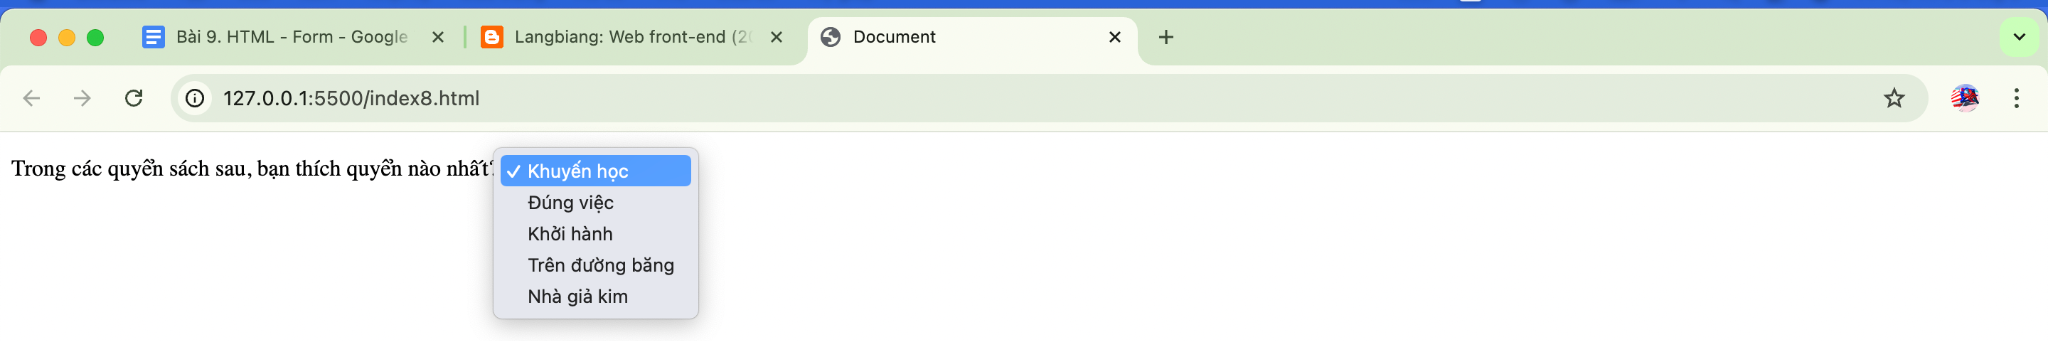 Bài 9. HTML - Form - Google
Langbiang: Web front-end (20
Document
127.0.0.1:5500/index8.html
Trong các quyển sách sau, bạn thích quyển nào nhất?
Khuyến học
Đúng việc
Khởi hành
Trên đường băng
Nhà giả kim